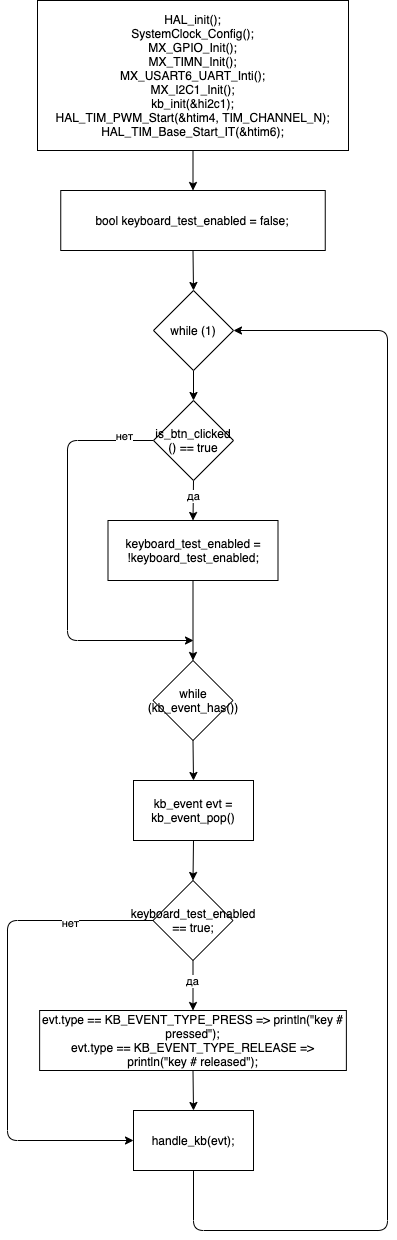 HAL_init();
SystemClock_Config();
MX_GPIO_Init();
MX_TIMN_Init();
MX_USART6_UART_Inti();
MX_I2C1_Init();
kb_init(&hi2c1);
HAL_TIM_PWM_Start(&htim4, TIM_CHANNEL_N);
HAL_TIM_Base_Start_IT(&htim6);
bool keyboard_test_enabled = false;
while (1)
is_btn_clicked
() == true
нет
да
keyboard_test_enabled =
!keyboard_test_enabled;
while
(kb_event_has())
kb_event evt =
kb_event_pop()
keyboard_test_enabled
== true;
нет
да
evt.type == KB_EVENT_TYPE_PRESS => println("key #
pressed");
evt.type == KB_EVENT_TYPE_RELEASE =>
println("key # released");
handle_kb(evt);